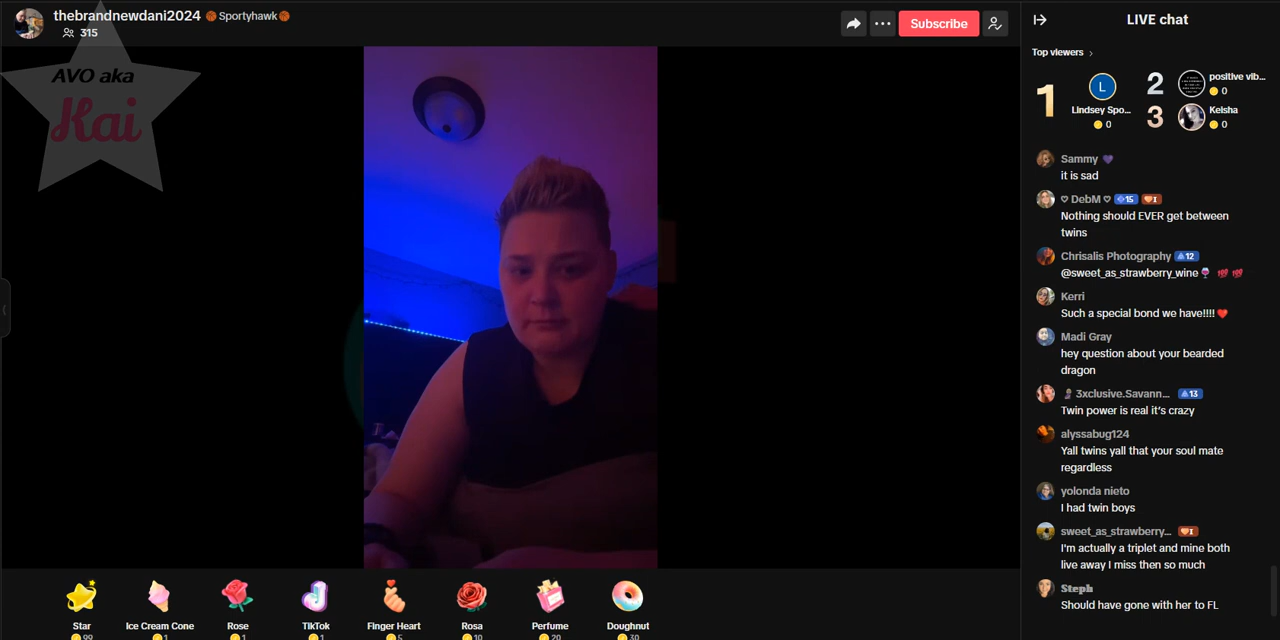 thebrandnewdani2024 🏀 Sportyhawk🏀
315
Subscribe
AVO aka
Kai
LIVE chat
Top viewers
1
L
Lindsey Spo...
0
2
positive vib...
0
3
Keisha
0
Sammy 💜
it is sad
♡ DebM ♡ 15 I
Nothing should EVER get between
twins
Chrisalis Photography 12
@sweet_as_strawberry_wine🍷 💯 💯
Kerri
Such a special bond we have!!!! ❤️
Madi Gray
hey question about your bearded
dragon
3xclusive.Savann... 13
Twin power is real it's crazy
alyssabug124
Yall twins yall that your soul mate
regardless
yolonda nieto
I had twin boys
sweet_as_strawberry... I
I'm actually a triplet and mine both
live away I miss then so much
Steph
Should have gone with her to FL
Star
99
Ice Cream Cone
1
Rose
1
TikTok
1
Finger Heart
5
Rosa
10
Perfume
20
Doughnut
30